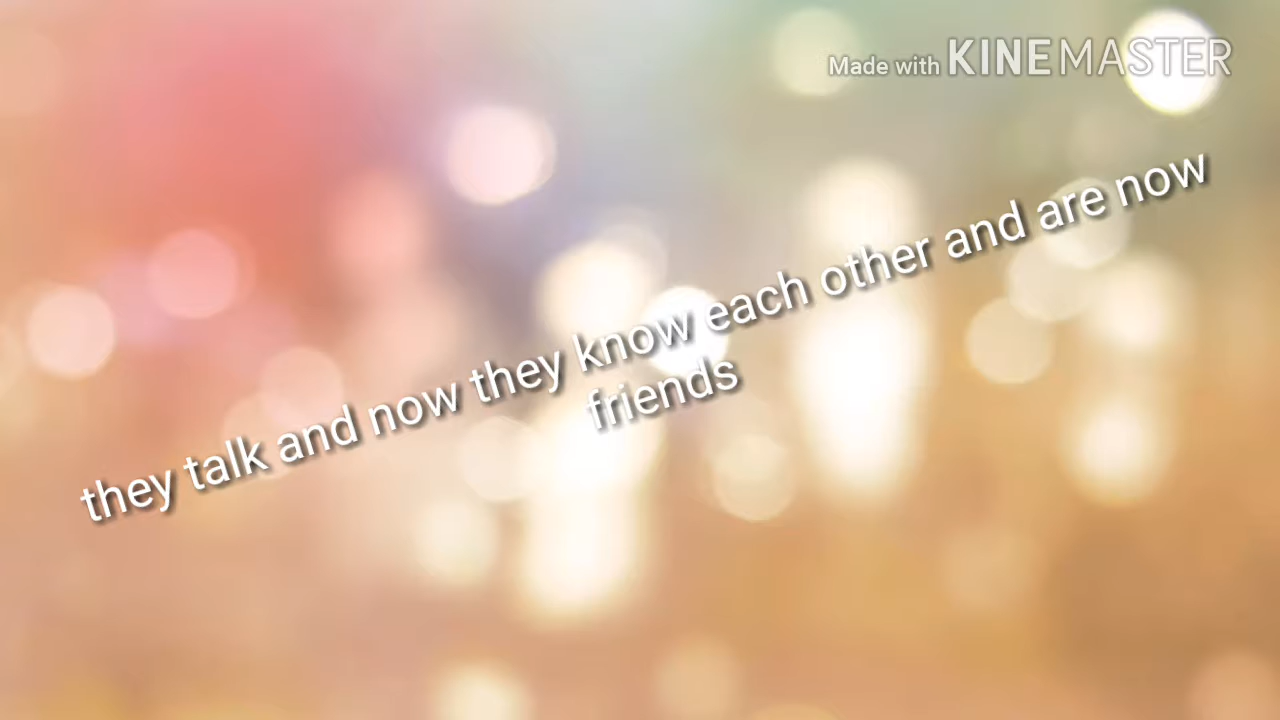 Made with KINEMASTER
they talk and now they know each other and are now
friends